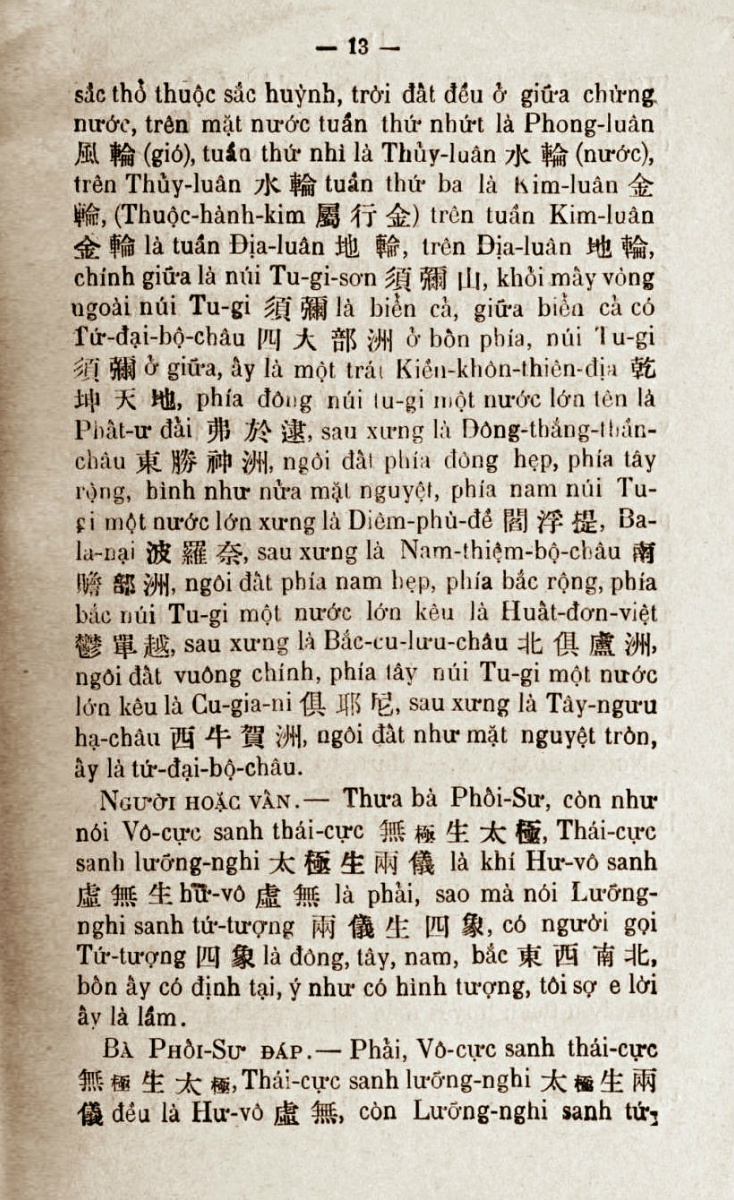 — 13 —
sắc thổ thuộc sắc huỳnh, trời đất đều ở giữa chừng
nước, trên mặt nước tuần thứ nhứt là Phong-luân
風輪 (gió), tuần thứ nhì là Thủy-luân 水輪 (nước),
trên Thủy-luân 水輪 tuần thứ ba là Kim-luân 金
輪, (Thuộc-hành-kim 屬行金) trên tuần Kim-luân
金輪 là tuần Địa-luân 地輪, trên Địa-luân 地輪,
chính giữa là núi Tu-gi-sơn 須彌山, khỏi mây vòng
ngoài núi Tu-gi 須彌 là biển cả, giữa biển cả có
Tứ-đại-bộ-châu 四大部洲 ở bốn phía, núi Tu-gi
須彌 ở giữa, ấy là một trái Kiền-khôn-thiên-địa 乾
坤天地, phía đông núi tu-gi một nước lớn tên là
Phất-ư đải 弗於逮, sau xưng là Đông-thắng-thần-
châu 東勝神洲, ngôi đất phía đông hẹp, phía tây
rộng, hình như nửa mặt nguyệt, phía nam núi Tu-
gi một nước lớn xưng là Diêm-phù-đề 閻浮提, Ba-
la-nại 波羅奈, sau xưng là Nam-thiệm-bộ-châu 南
贍部洲, ngôi đất phía nam hẹp, phía bắc rộng, phía
bắc núi Tu-gi một nước lớn kêu là Huất-đơn-việt
鬱單越, sau xưng là Bắc-cu-lưu-châu 北俱盧洲,
ngôi đất vuông chính, phía tây núi Tu-gi một nước
lớn kêu là Cu-gia-ni 俱耶尼, sau xưng là Tây-ngưu
hạ-châu 西牛賀洲, ngôi đất như mặt nguyệt tròn,
ấy là tứ-đại-bộ-châu.
NGƯỜI HOẶC VẤN.— Thưa bà Phối-Sư, còn như
nói Vô-cực sanh thái-cực 無極生太極, Thái-cực
sanh lưỡng-nghi 太極生兩儀 là khí Hư-vô sanh
虛無生 hư-vô 虛無 là phải, sao mà nói Lưỡng-
nghi sanh tứ-tượng 兩儀生四象, có người gọi
Tứ-tượng 四象 là đông, tây, nam, bắc 東西南北,
bốn ấy có định tại, ý như có hình tượng, tôi sợ e lời
ấy là lầm.
BÀ PHỐI-SƯ ĐÁP.— Phải, Vô-cực sanh thái-cực
無極生太極, Thái-cực sanh lưỡng-nghi 太極生兩
儀 đều là Hư-vô 虛無, còn Lưỡng-nghi sanh tứ-